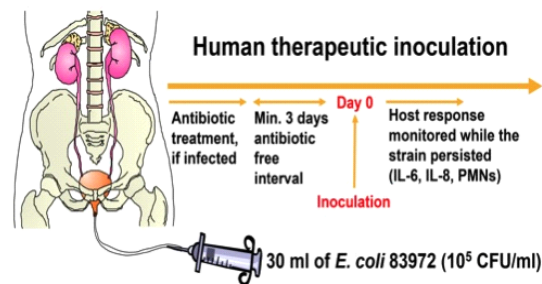 Human therapeutic inoculation
Antibiotic
treatment,
if infected
Min. 3 days
antibiotic
free
interval
Day 0
Inoculation
Host response
monitored while the
strain persisted
(IL-6, IL-8, PMNs)
30 ml of E. coli 83972 (10⁵ CFU/ml)